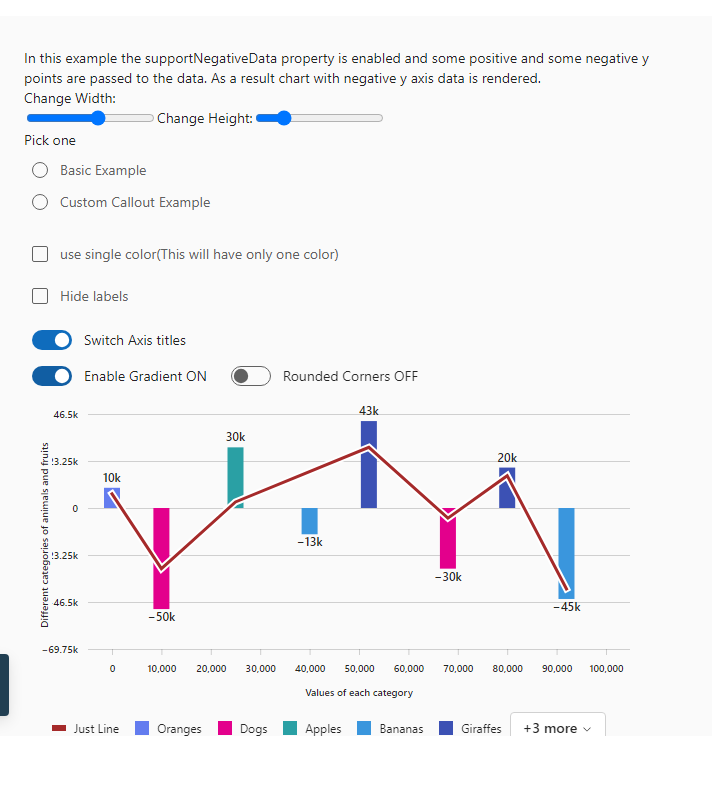 In this example the supportNegativeData property is enabled and some positive and some negative y
points are passed to the data. As a result chart with negative y axis data is rendered.
Change Width:
Change Height:
Pick one
Basic Example
Custom Callout Example
use single color(This will have only one color)
Hide labels
Switch Axis titles
Enable Gradient ON
Rounded Corners OFF
Different categories of animals and fruits
46.5k
3.25k
0
3.25k
46.5k
−69.75k
10k
−50k
30k
−13k
43k
−30k
20k
−45k
0 10,000 20,000 30,000 40,000 50,000 60,000 70,000 80,000 90,000 100,000
Values of each category
Just Line Oranges Dogs Apples Bananas Giraffes +3 more